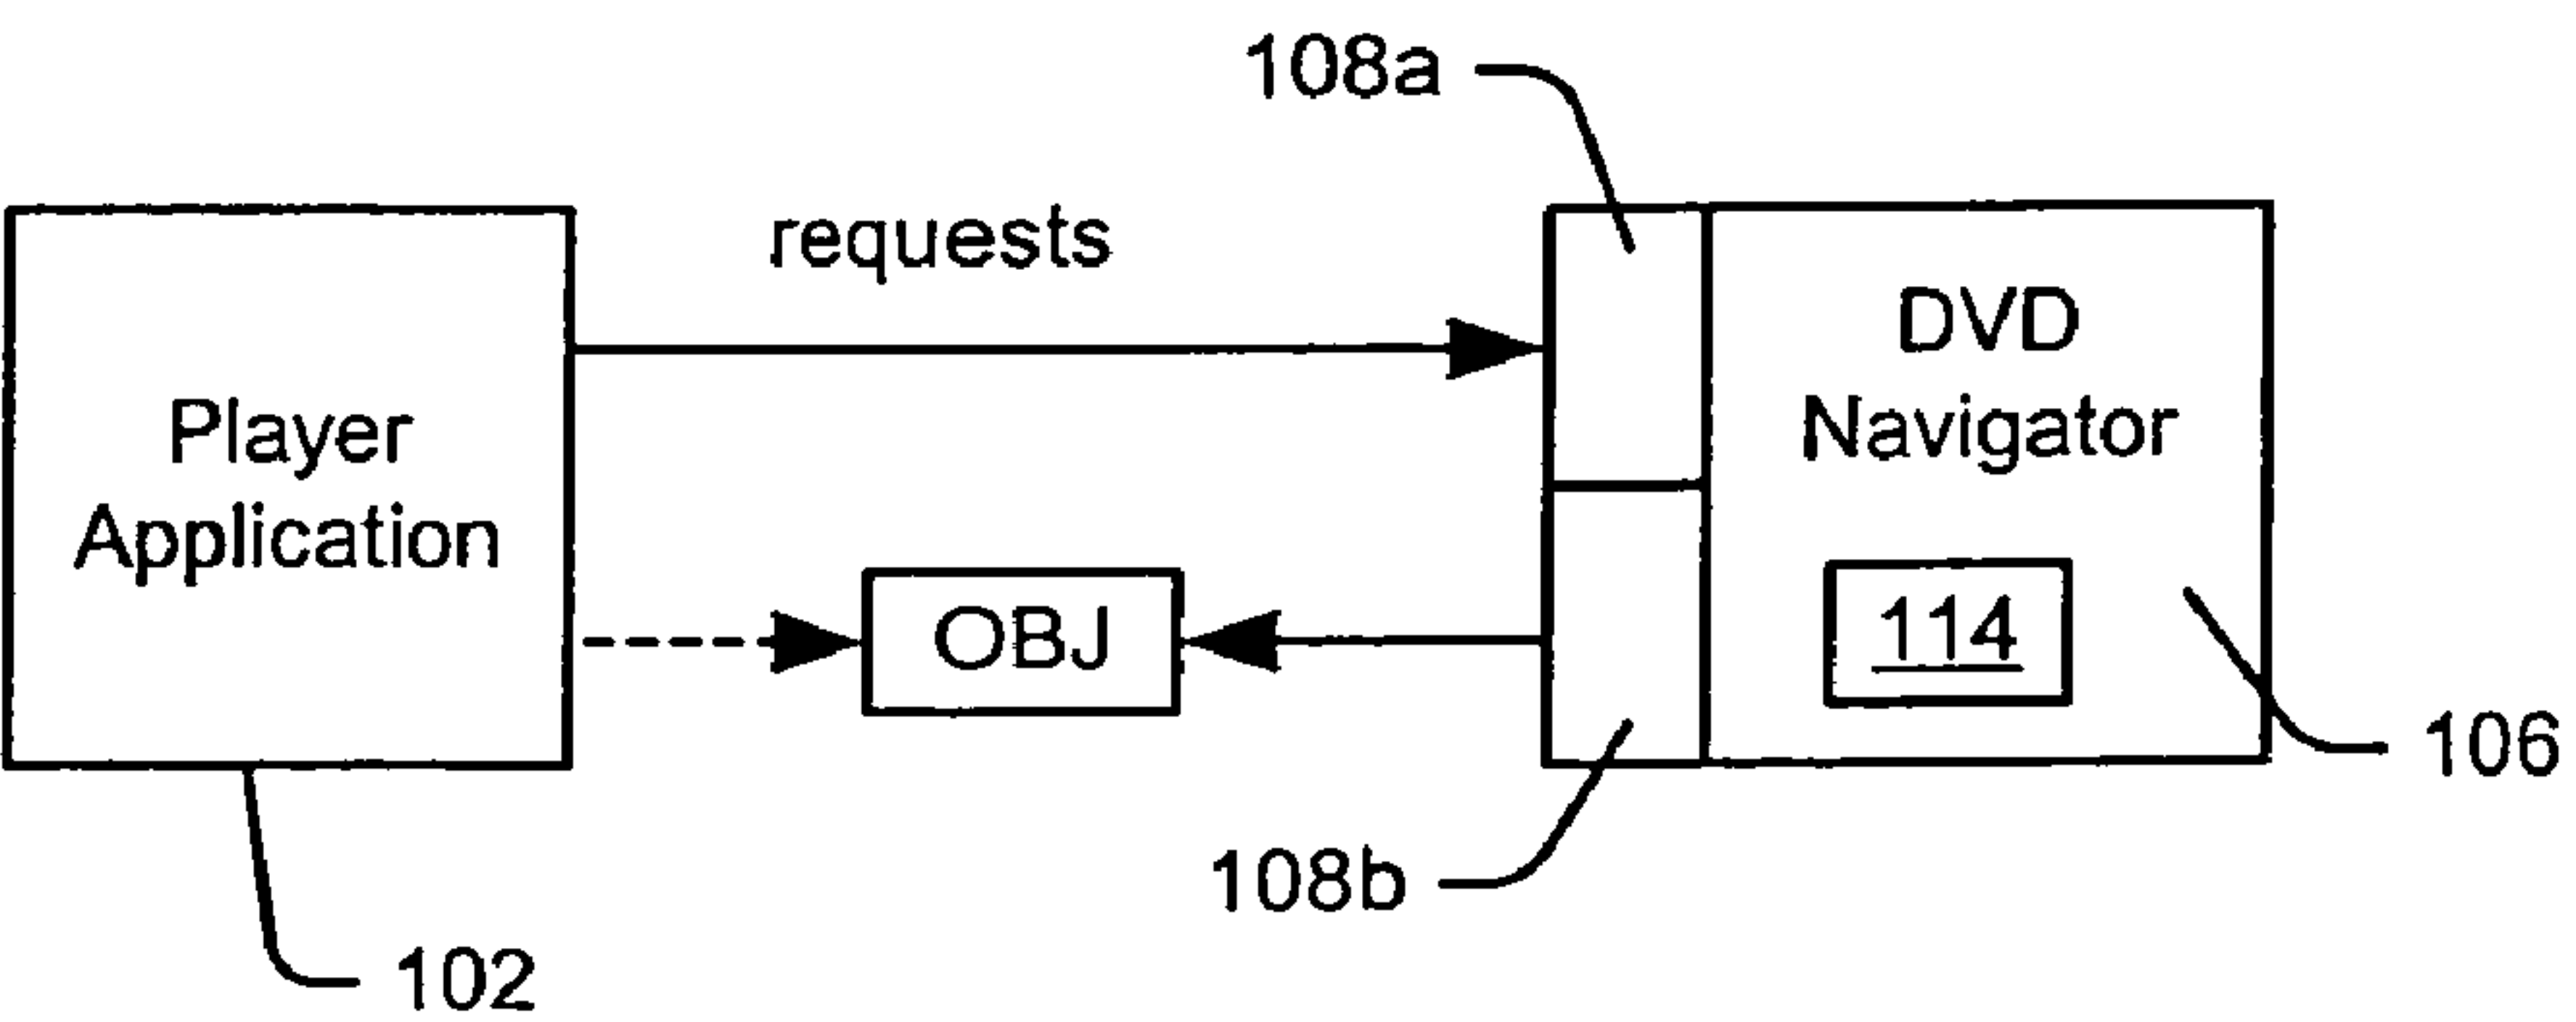 108a
requests
DVD
Navigator
Player
Application
OBJ
114
106
108b
102